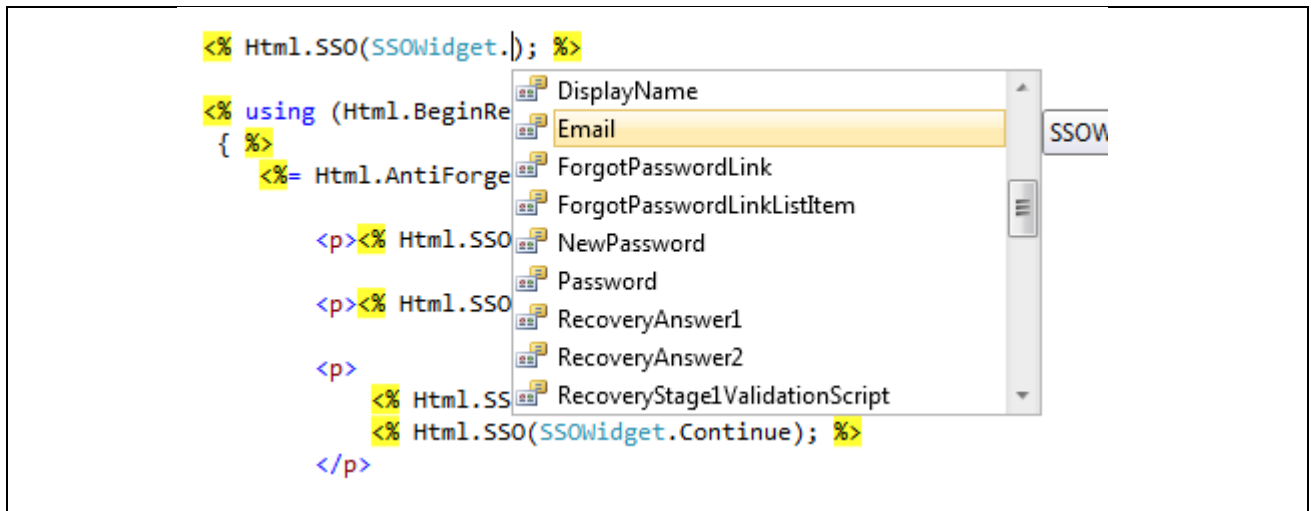 <% Html.SSO(SSOWidget.); %>
DisplayName
<% using (Html.BeginRe
Email
SSOW
{ %>
<%= Html.AntiForge
ForgotPasswordLink
ForgotPasswordLinkListItem
<p><% Html.SSO
NewPassword
Password
<p><% Html.SSO
RecoveryAnswer1
RecoveryAnswer2
<p>
<% Html.SS
RecoveryStage1ValidationScript
<% Html.SSO(SSOWidget.Continue); %>
</p>